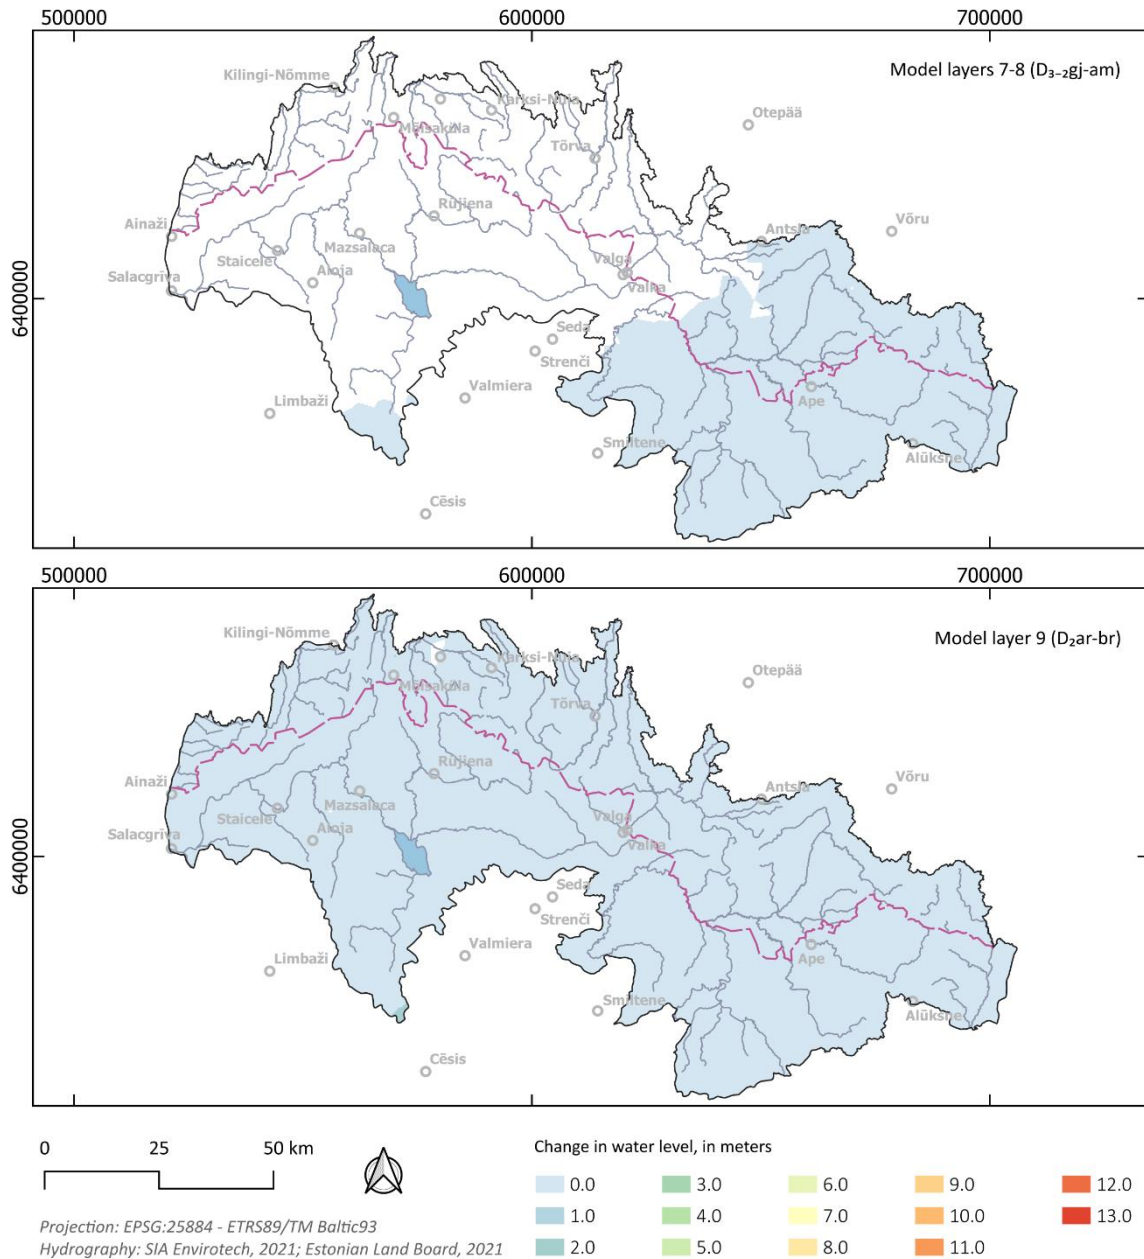 500000 600000 700000
Model layers 7-8 (D₃₋₂gj-am)
Kilingi-Nõmme
Karksi-Nuia
Otepää
Mõisaküla
Tõrva
Rūjiena
Võru
Ainaži
Antsla
Mazsalaca
Staicele
Valga
Aloja
Valka
Salacgrīva
6400000
Seda
Strenči
Valmiera
Ape
Limbaži
Smiltene
Alūksne
Cēsis
500000 600000 700000
Model layer 9 (D₂ar-br)
Kilingi-Nõmme
Karksi-Nuia
Otepää
Mõisaküla
Tõrva
Rūjiena
Võru
Ainaži
Antsla
Mazsalaca
Staicele
Valga
Aloja
Valka
Salacgrīva
6400000
Seda
Strenči
Valmiera
Ape
Limbaži
Smiltene
Alūksne
Cēsis
0 25 50 km
Change in water level, in meters
0.0 3.0 6.0 9.0 12.0
1.0 4.0 7.0 10.0 13.0
2.0 5.0 8.0 11.0
Projection: EPSG:25884 - ETRS89/TM Baltic93
Hydrography: SIA Envirotech, 2021; Estonian Land Board, 2021